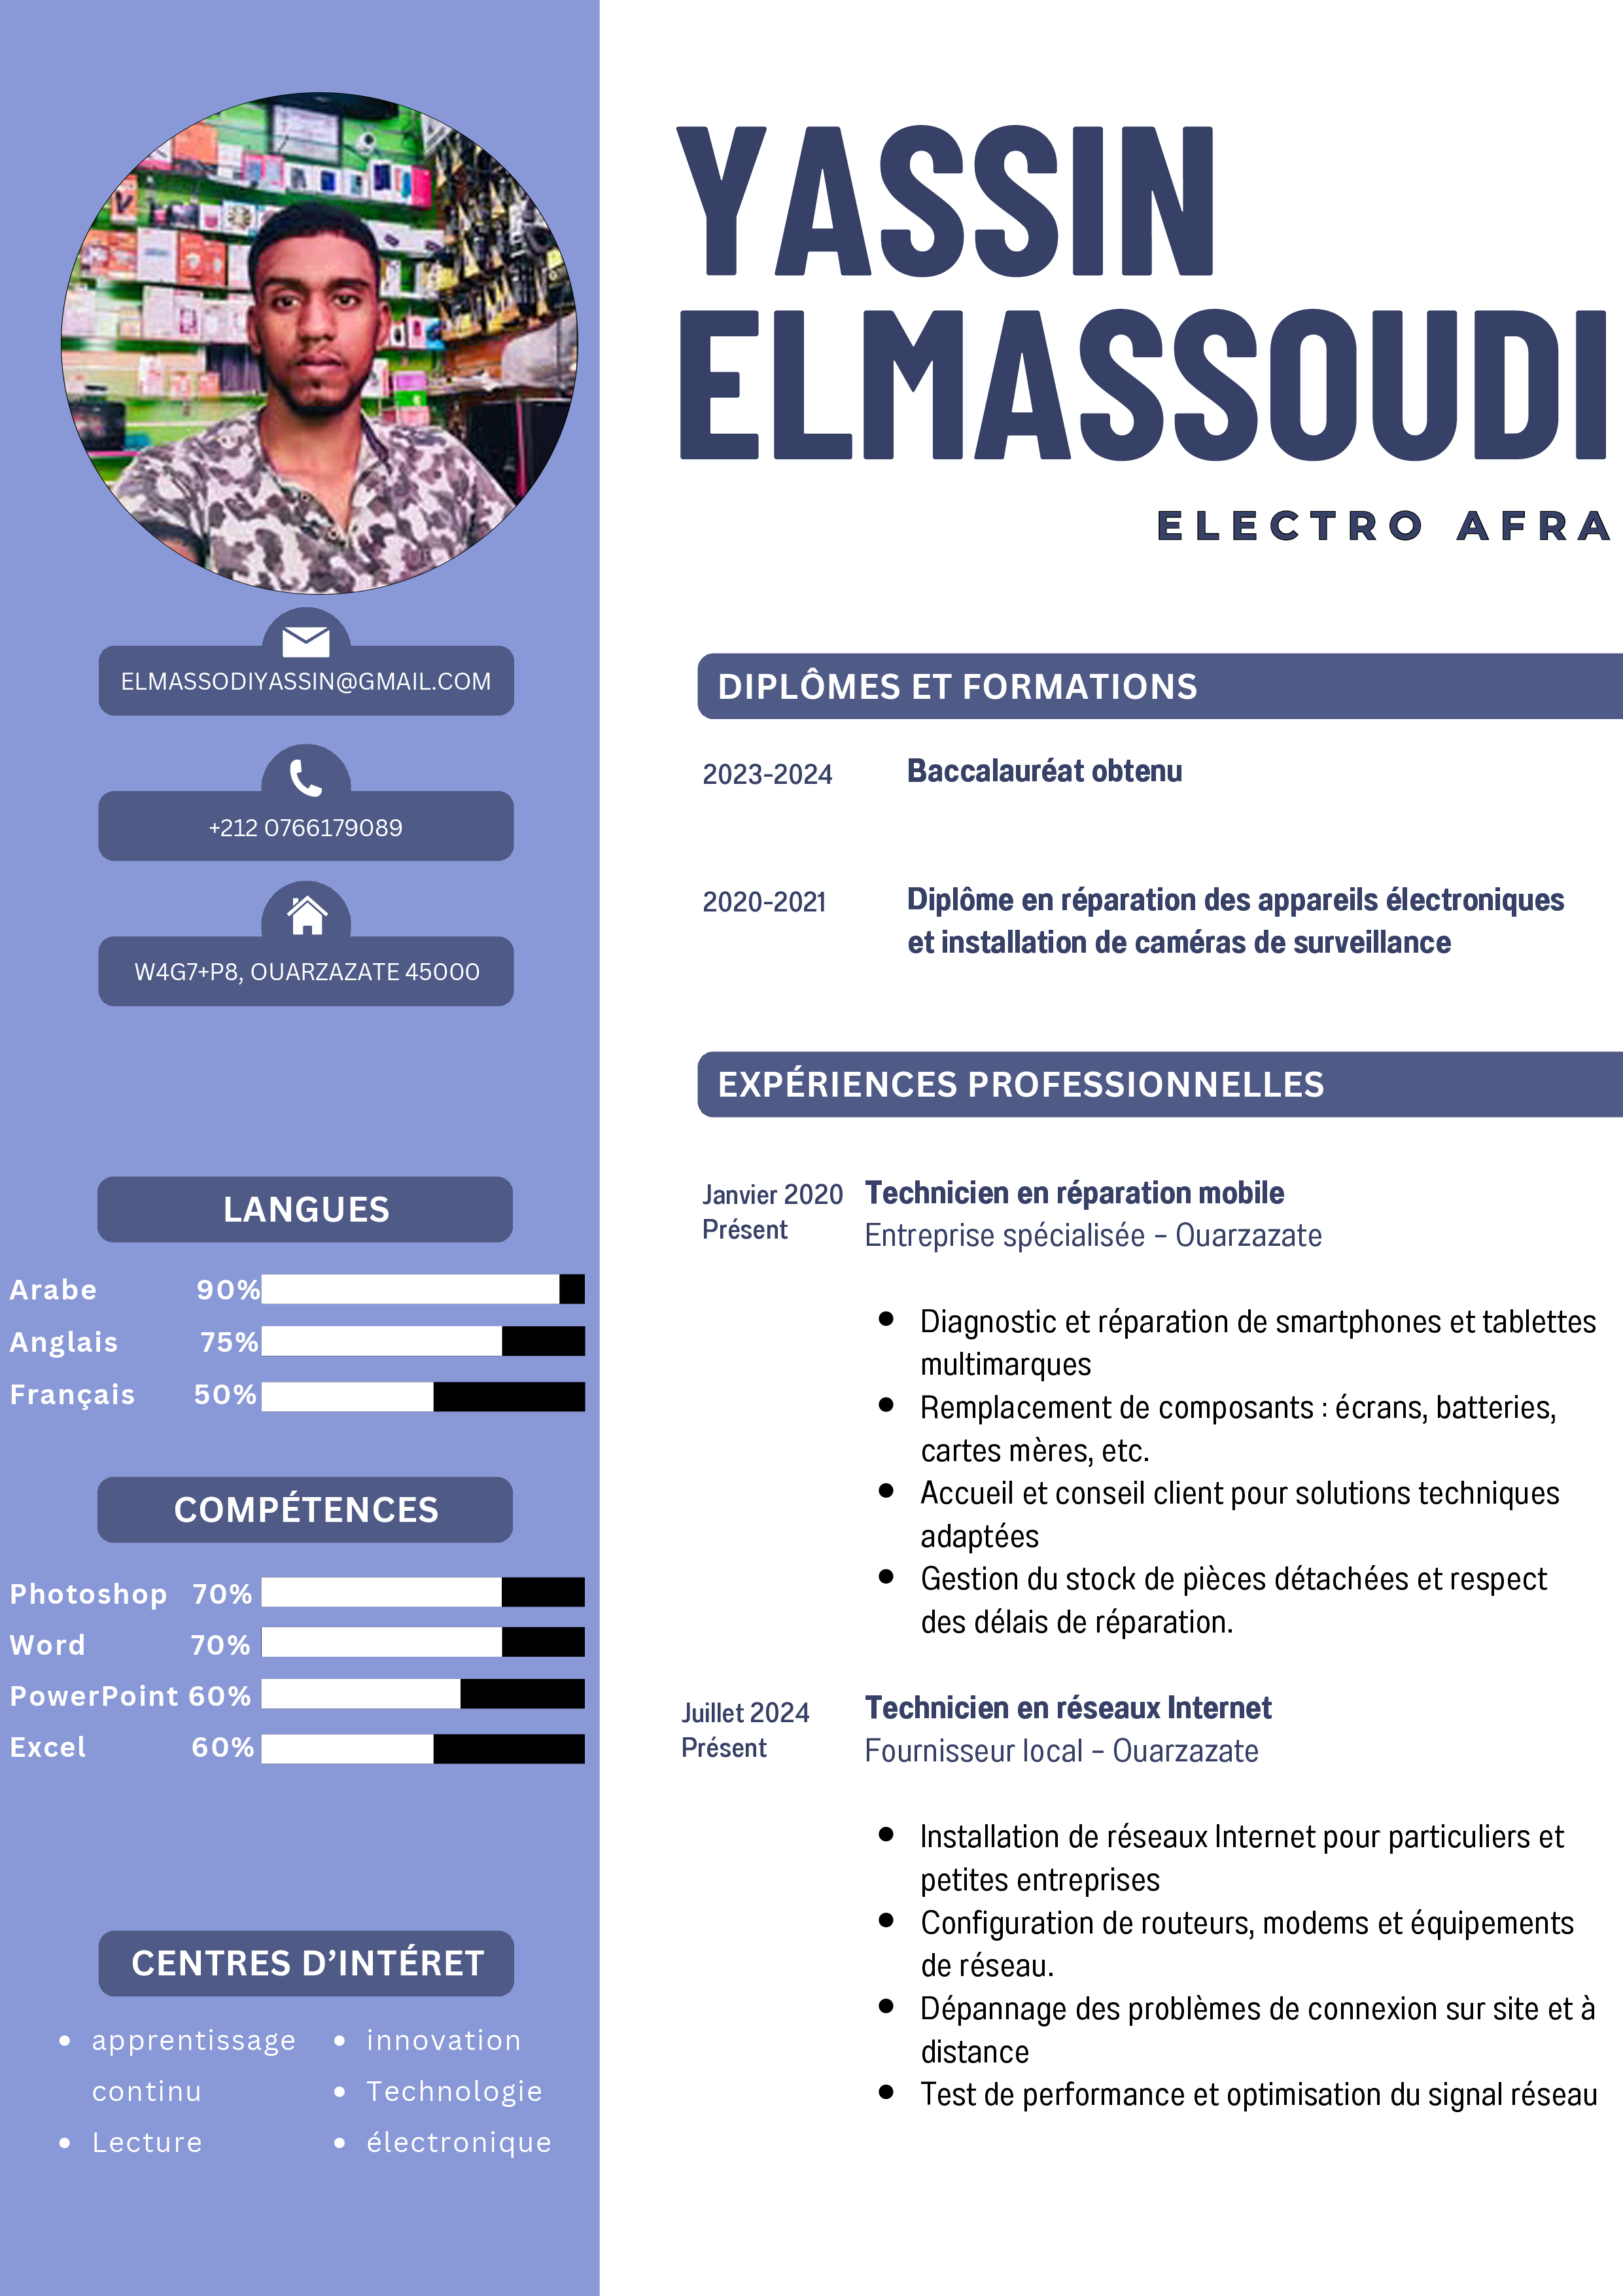 YASSIN
ELMASSOUDI
ELECTRO AFRA
ELMASSODIYASSIN@GMAIL.COM
+212 0766179089
W4G7+P8, OUARZAZATE 45000
LANGUES
Arabe 90%
Anglais 75%
Français 50%
COMPÉTENCES
Photoshop 70%
Word 70%
PowerPoint 60%
Excel 60%
CENTRES D’INTÉRET
• apprentissage
continu
• Lecture
• innovation
• Technologie
• électronique
DIPLÔMES ET FORMATIONS
2023-2024 Baccalauréat obtenu
2020-2021 Diplôme en réparation des appareils électroniques
et installation de caméras de surveillance
EXPÉRIENCES PROFESSIONNELLES
Janvier 2020 Technicien en réparation mobile
Présent Entreprise spécialisée – Ouarzazate
• Diagnostic et réparation de smartphones et tablettes
multimarques
• Remplacement de composants : écrans, batteries,
cartes mères, etc.
• Accueil et conseil client pour solutions techniques
adaptées
• Gestion du stock de pièces détachées et respect
des délais de réparation.
Juillet 2024 Technicien en réseaux Internet
Présent Fournisseur local – Ouarzazate
• Installation de réseaux Internet pour particuliers et
petites entreprises
• Configuration de routeurs, modems et équipements
de réseau.
• Dépannage des problèmes de connexion sur site et à
distance
• Test de performance et optimisation du signal réseau